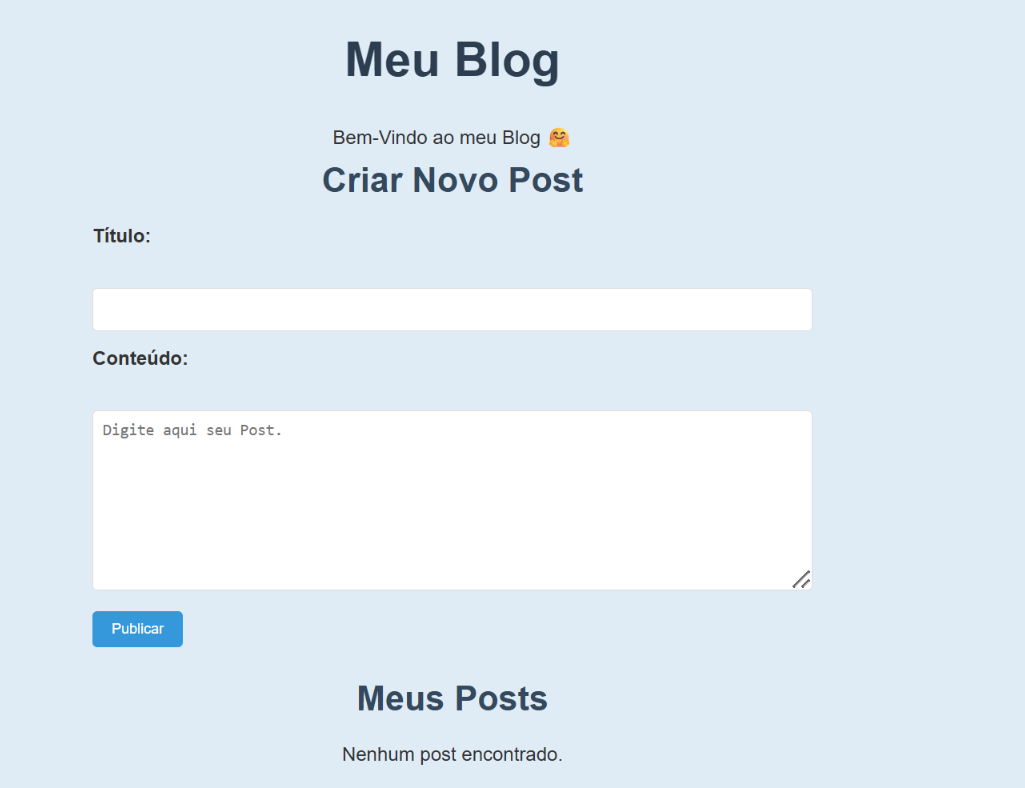 Meu Blog
Bem-Vindo ao meu Blog 🤗
Criar Novo Post
Título:
Conteúdo:
Digite aqui seu Post.
Publicar
Meus Posts
Nenhum post encontrado.